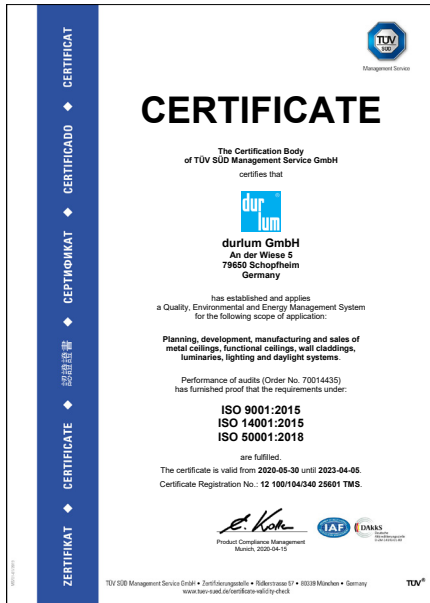 TÜV
SÜD
Management Service
CERTIFICATE
The Certification Body
of TÜV SÜD Management Service GmbH
certifies that
dur
lum
durlum GmbH
An der Wiese 5
79650 Schopfheim
Germany
has established and applies
a Quality, Environmental and Energy Management System
for the following scope of application:
Planning, development, manufacturing and sales of
metal ceilings, functional ceilings, wall claddings,
luminaries, lighting and daylight systems.
Performance of audits (Order No. 70014435)
has furnished proof that the requirements under:
ISO 9001:2015
ISO 14001:2015
ISO 50001:2018
are fulfilled.
The certificate is valid from 2020-05-30 until 2023-04-05.
Certificate Registration No.: 12 100/104/340 25601 TMS.
Product Compliance Management
Munich, 2020-04-15
IAF
DAkkS
Deutsche
Akkreditierungsstelle
TÜV SÜD Management Service GmbH • Zertifizierungsstelle • Ridlerstrasse 57 • 80339 München • Germany
www.tuev-sued.de/certificate-validity-check
TÜV®
ZERTIFIKAT ◆ CERTIFICATE ◆ 認證證書 ◆ СЕРТИФИКАТ ◆ CERTIFICADO ◆ CERTIFICAT